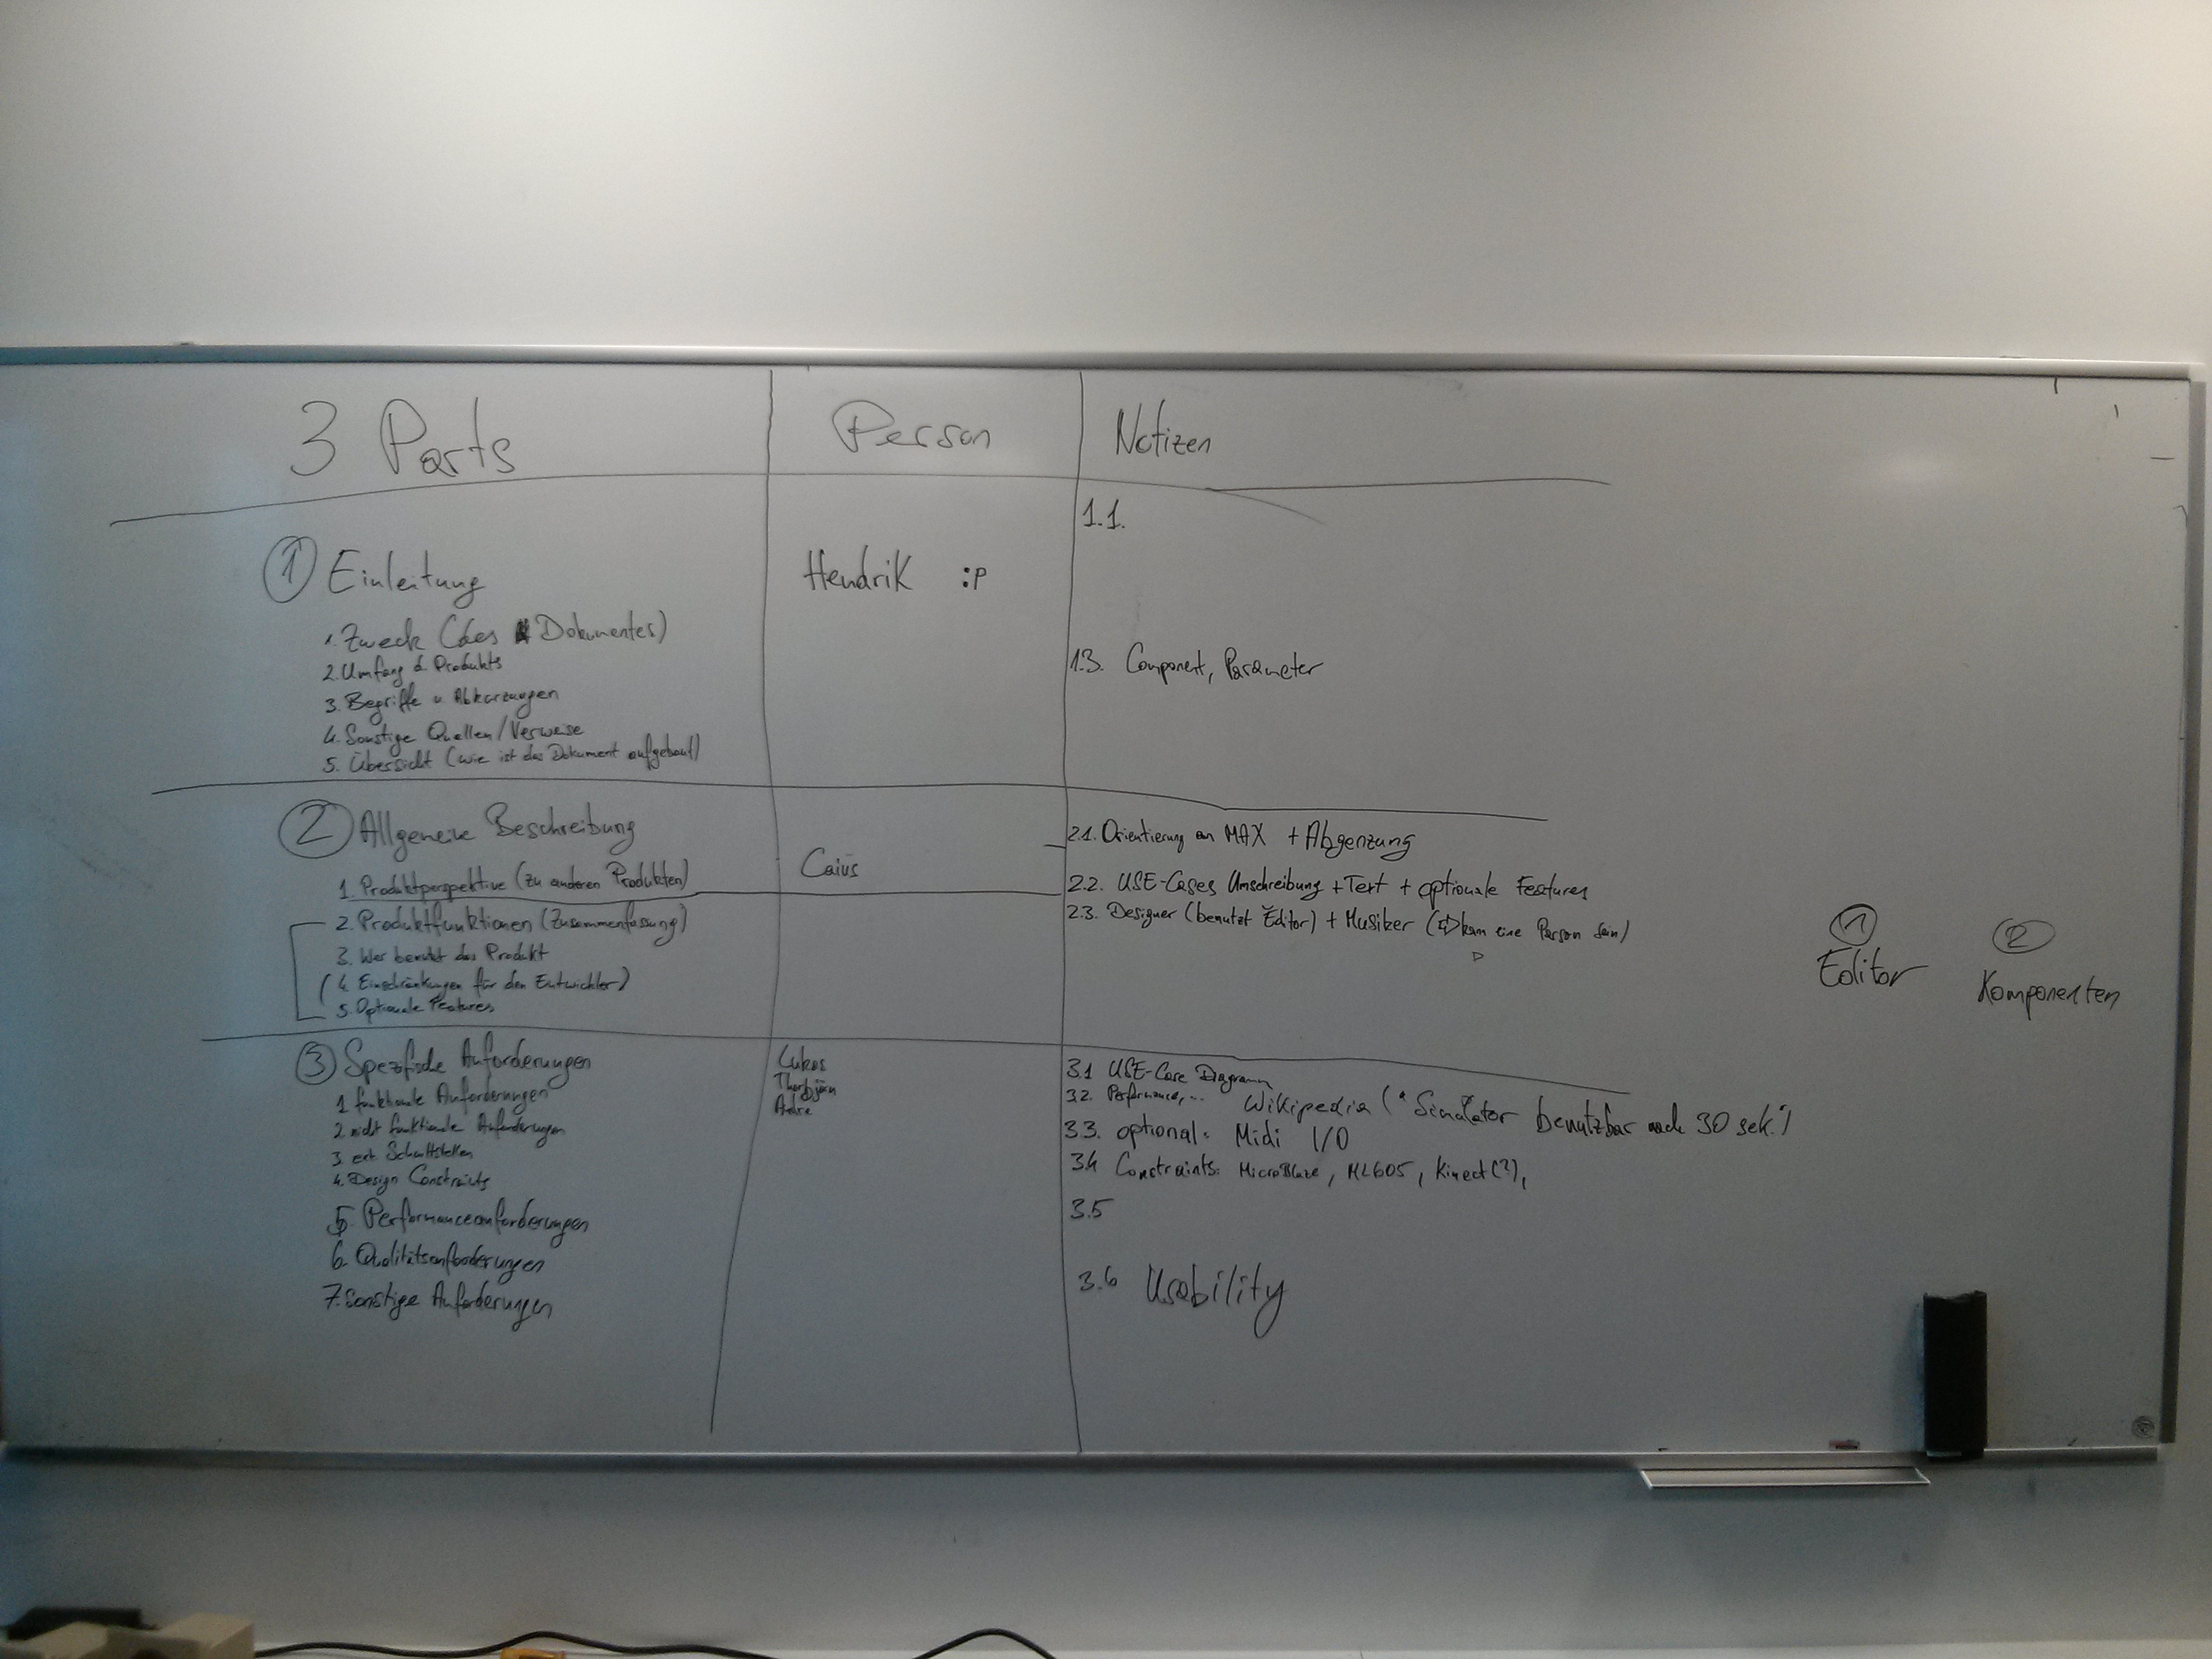 3 Parts
Person
Notizen
① Einleitung
1. Zweck (des Dokumentes)
2. Umfang d. Produkts
3. Begriffe u Abkürzungen
4. Sonstige Quellen/Verweise
5. Übersicht (wie ist das Dokument aufgebaut)
Hendrik :P
1.1.
1.3. Component, Parameter
② Allgemeine Beschreibung
1. Produktperspektive (zu anderen Produkten)
2. Produktfunktionen (Zusammenfassung)
3. Wer benutzt das Produkt
(4. Einschränkungen für den Entwickler)
5. Optionale Features
Caius
2.1. Orientierung an MAX + Abgenzung
2.2. USE-Cases Umschreibung + Text + optionale Features
2.3. Designer (benutzt Editor) + Musiker (⇨ kann eine Person sein)
③ Spezifische Anforderungen
1 funktionale Anforderungen
2. nicht funktionale Anforderungen
3. ext Schnittstellen
4. Design Constraints
5. Performanceanforderungen
6. Qualitätsanforderungen
7. Sonstige Anforderungen
Lukas
Thorbjörn
Andre
3.1 USE-Case Diagramm
3.2. Performance,... Wikipedia ("Simulator benutzbar nach 30 sek.")
3.3. optional: Midi I/O
3.4 Constraints: MicroBlaze, ML605, Kinect(?),
3.5
3.6 Usability
① Editor
② Komponenten